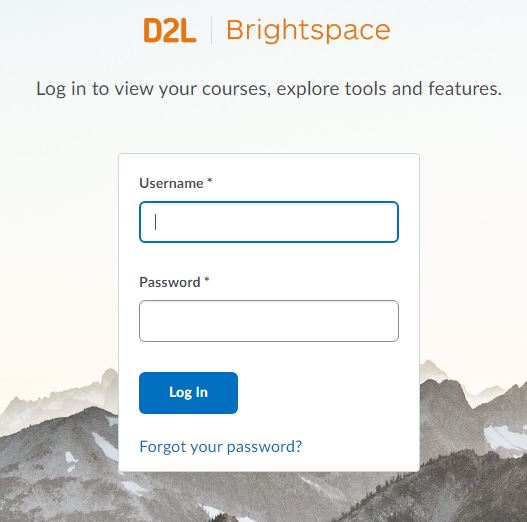 D2L | Brightspace
Log in to view your courses, explore tools and features.
Username *
Password *
Log In
Forgot your password?